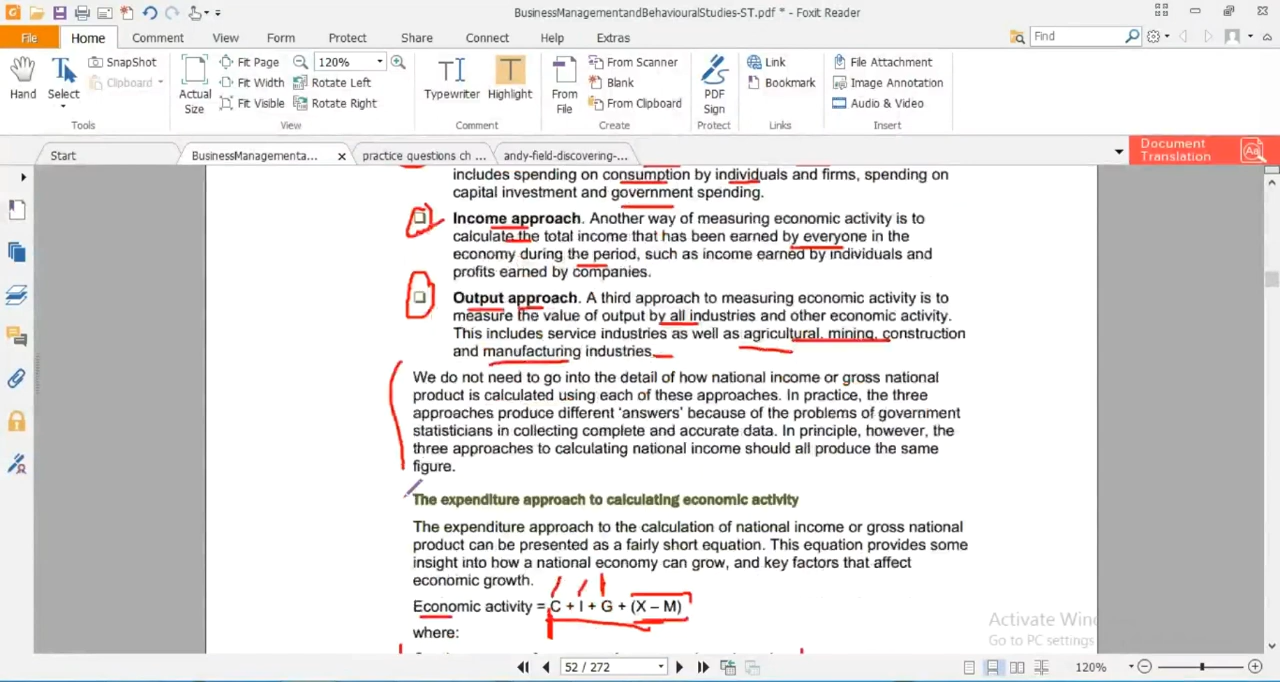 BusinessManagementandBehaviouralStudies-ST.pdf * - Foxit Reader
File Home Comment View Form Protect Share Connect Help Extras Find
Hand
Select
SnapShot
Clipboard
Tools
Actual Size
Fit Page
Fit Width
Fit Visible
120%
Rotate Left
Rotate Right
View
Typewriter
Highlight
Comment
From File
From Scanner
Blank
From Clipboard
Create
PDF Sign
Protect
Link
Bookmark
Links
File Attachment
Image Annotation
Audio & Video
Insert
Start BusinessManagementa... practice questions ch ... andy-field-discovering-...
Document Translation
includes spending on consumption by individuals and firms, spending on
capital investment and government spending.
Income approach. Another way of measuring economic activity is to
calculate the total income that has been earned by everyone in the
economy during the period, such as income earned by individuals and
profits earned by companies.
Output approach. A third approach to measuring economic activity is to
measure the value of output by all industries and other economic activity.
This includes service industries as well as agricultural, mining, construction
and manufacturing industries.
We do not need to go into the detail of how national income or gross national
product is calculated using each of these approaches. In practice, the three
approaches produce different ‘answers’ because of the problems of government
statisticians in collecting complete and accurate data. In principle, however, the
three approaches to calculating national income should all produce the same
figure.
The expenditure approach to calculating economic activity
The expenditure approach to the calculation of national income or gross national
product can be presented as a fairly short equation. This equation provides some
insight into how a national economy can grow, and key factors that affect
economic growth.
Economic activity = C + I + G + (X – M)
where:
Go to PC settings
52 / 272
120%